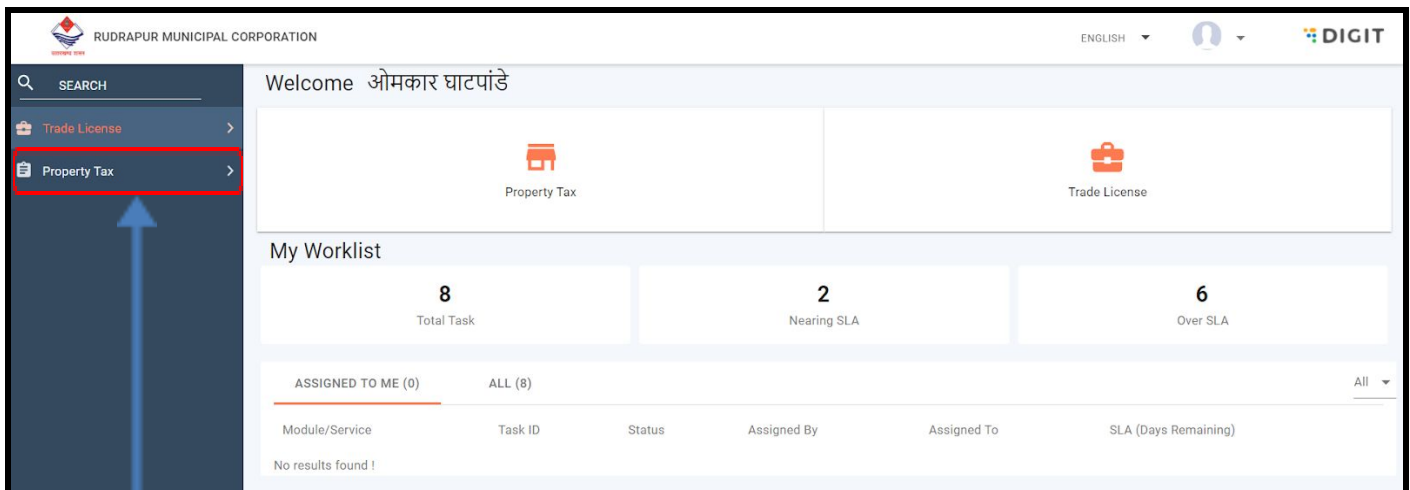 RUDRAPUR MUNICIPAL CORPORATION
ENGLISH
DIGIT
SEARCH
Welcome ओमकार घाटपांडे
Trade License
Property Tax
Property Tax
Trade License
My Worklist
8
Total Task
2
Nearing SLA
6
Over SLA
ASSIGNED TO ME (0) ALL (8) All
Module/Service Task ID Status Assigned By Assigned To SLA (Days Remaining)
No results found !